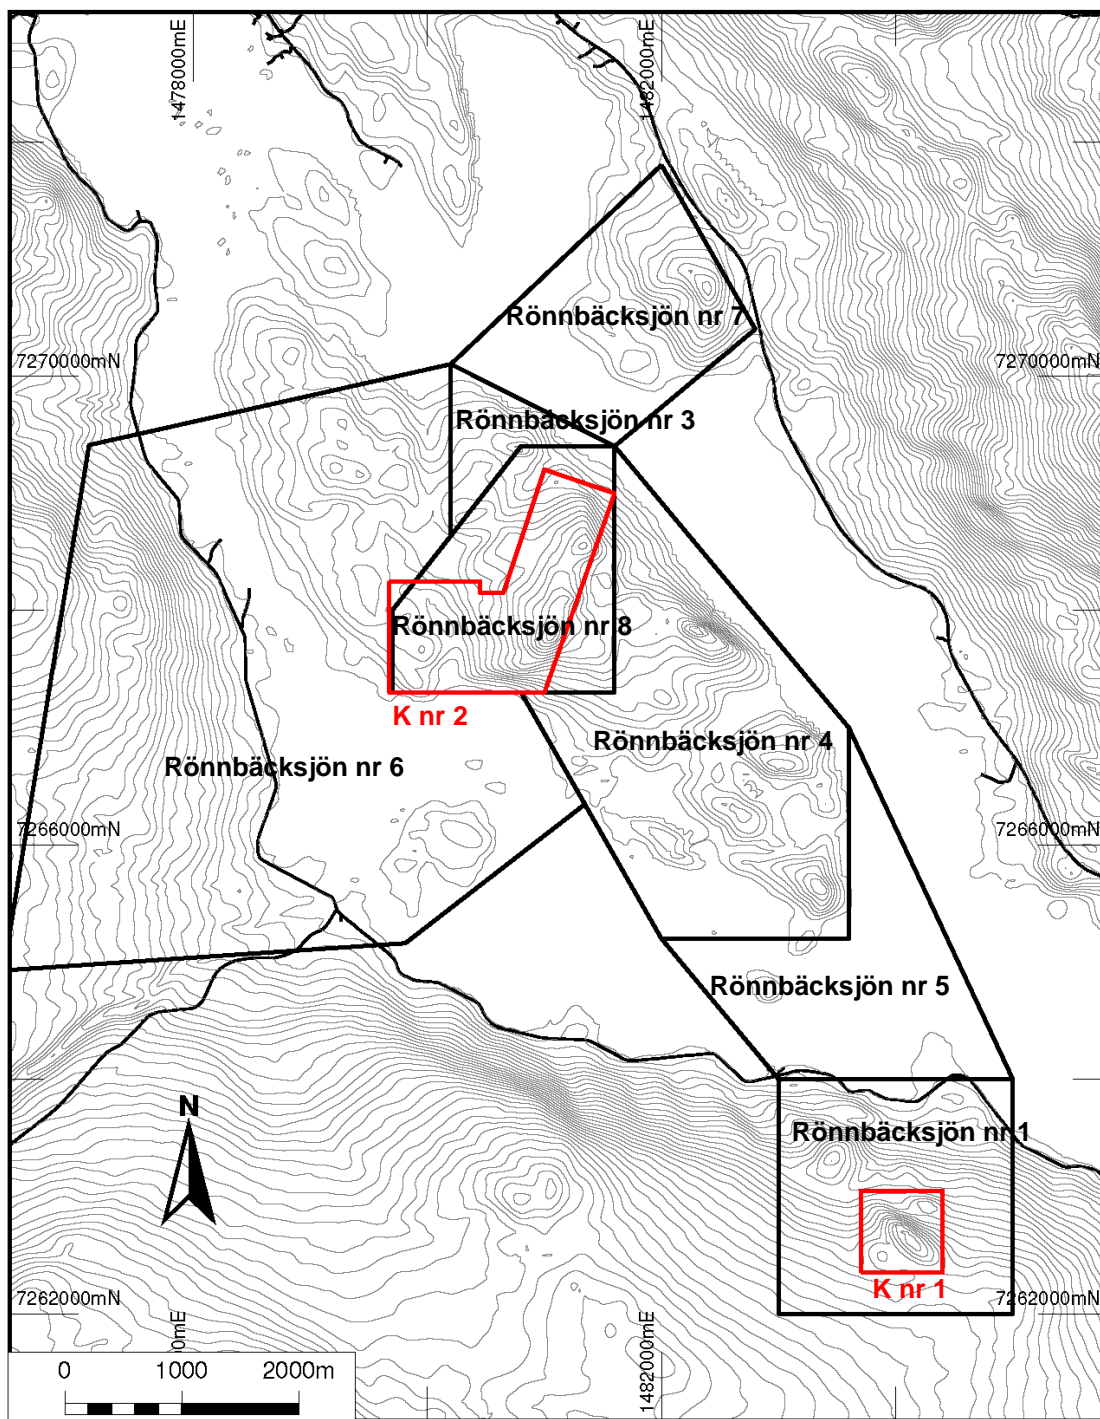 1478000mE
1482000mE
Rönnbäcksjön nr 7
7270000mN
7270000mN
Rönnbäcksjön nr 3
Rönnbäcksjön nr 8
K nr 2
Rönnbäcksjön nr 4
Rönnbäcksjön nr 6
7266000mN
7266000mN
Rönnbäcksjön nr 5
N
Rönnbäcksjön nr 1
K nr 1
7262000mN
7262000mN
00mE
1482000mE
0 1000 2000m